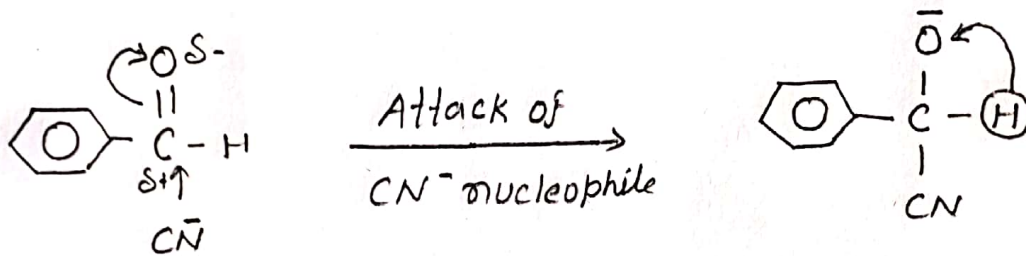 O δ-
||
C - H
δ+
CN̄
Attack of
CN⁻ nucleophile
Ō
|
C - H
|
CN